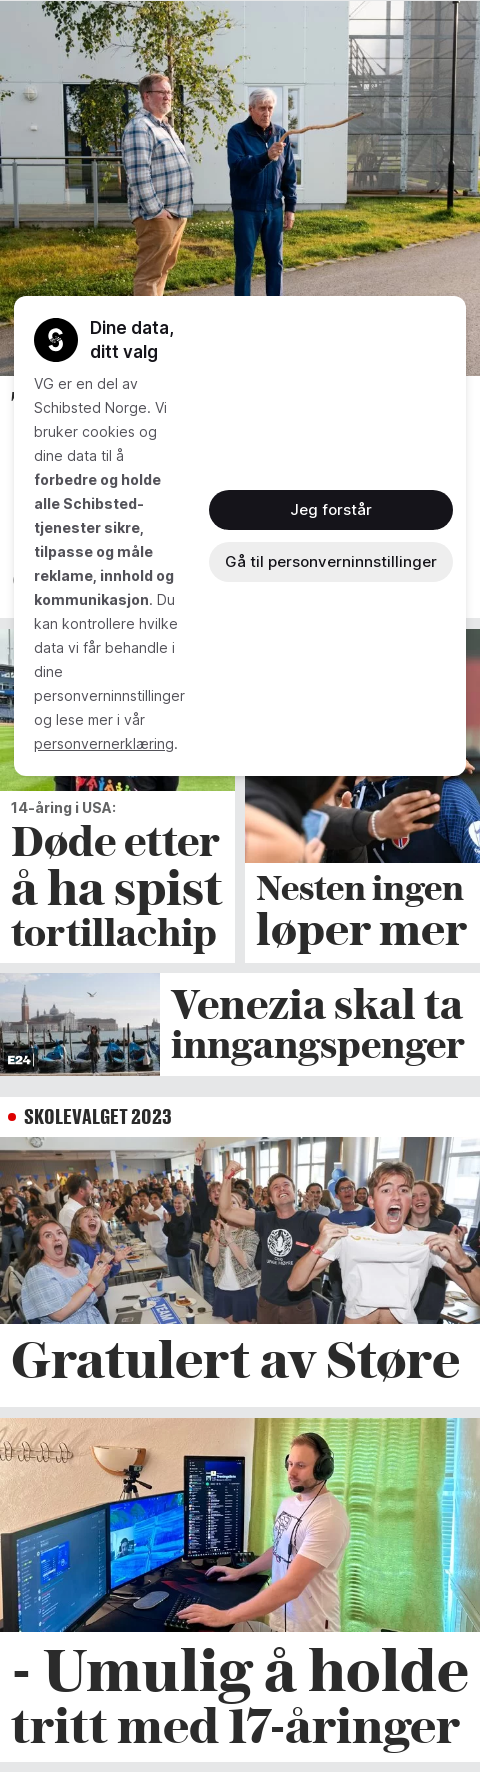 Dine data,
ditt valg
VG er en del av
Schibsted Norge. Vi
bruker cookies og
dine data til å
forbedre og holde
alle Schibsted-
tjenester sikre,
tilpasse og måle
reklame, innhold og
kommunikasjon. Du
kan kontrollere hvilke
data vi får behandle i
dine
personverninnstillinger
og lese mer i vår
personvernerklæring.
Jeg forstår
Gå til personverninnstillinger
14-åring i USA:
Døde etter
å ha spist
tortillachip
Nesten ingen
løper mer
E24
Venezia skal ta
inngangspenger
SKOLEVALGET 2023
TEAM
Gratulert av Støre
- Umulig å holde
tritt med 17-åringer